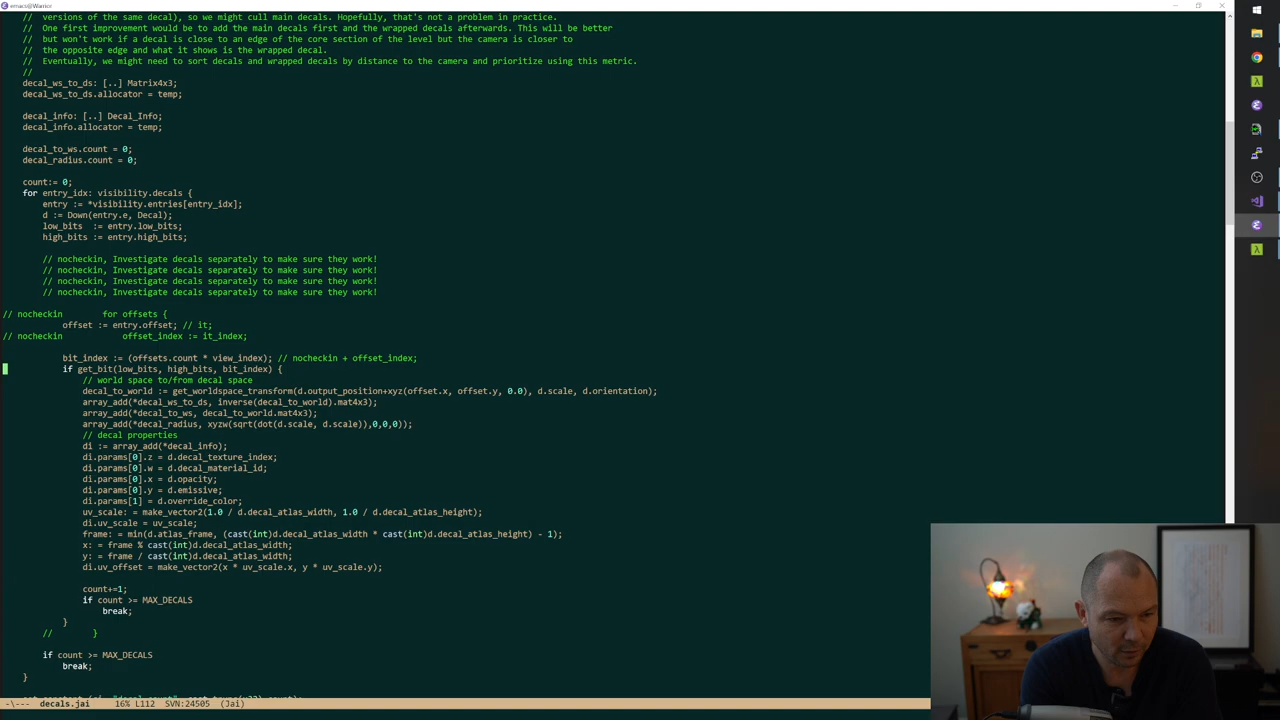 emacs@Warrior
//  versions of the same decal), so we might cull main decals. Hopefully, that's not a problem in practice.
//  One first improvement would be to add the main decals first and the wrapped decals afterwards. This will be better
//  but won't work if a decal is close to an edge of the core section of the level but the camera is closer to
//  the opposite edge and what it shows is the wrapped decal.
//  Eventually, we might need to sort decals and wrapped decals by distance to the camera and prioritize using this metric.
//
decal_ws_to_ds: [..] Matrix4x3;
decal_ws_to_ds.allocator = temp;
decal_info: [..] Decal_Info;
decal_info.allocator = temp;
decal_to_ws.count = 0;
decal_radius.count = 0;
count:= 0;
for entry_idx: visibility.decals {
entry := *visibility.entries[entry_idx];
d := Down(entry.e, Decal);
low_bits  := entry.low_bits;
high_bits := entry.high_bits;
// nocheckin, Investigate decals separately to make sure they work!
// nocheckin, Investigate decals separately to make sure they work!
// nocheckin, Investigate decals separately to make sure they work!
// nocheckin, Investigate decals separately to make sure they work!
// nocheckin        for offsets {
offset := entry.offset; // it;
// nocheckin            offset_index := it_index;
bit_index := (offsets.count * view_index); // nocheckin + offset_index;
if get_bit(low_bits, high_bits, bit_index) {
// world space to/from decal space
decal_to_world := get_worldspace_transform(d.output_position+xyz(offset.x, offset.y, 0.0), d.scale, d.orientation);
array_add(*decal_ws_to_ds, inverse(decal_to_world).mat4x3);
array_add(*decal_to_ws, decal_to_world.mat4x3);
array_add(*decal_radius, xyzw(sqrt(dot(d.scale, d.scale)),0,0,0));
// decal properties
di := array_add(*decal_info);
di.params[0].z = d.decal_texture_index;
di.params[0].w = d.decal_material_id;
di.params[0].x = d.opacity;
di.params[0].y = d.emissive;
di.params[1] = d.override_color;
uv_scale: = make_vector2(1.0 / d.decal_atlas_width, 1.0 / d.decal_atlas_height);
di.uv_scale = uv_scale;
frame: = min(d.atlas_frame, (cast(int)d.decal_atlas_width * cast(int)d.decal_atlas_height) - 1);
x: = frame % cast(int)d.decal_atlas_width;
y: = frame / cast(int)d.decal_atlas_width;
di.uv_offset = make_vector2(x * uv_scale.x, y * uv_scale.y);
count+=1;
if count >= MAX_DECALS
break;
}
//        }
if count >= MAX_DECALS
break;
}
-\---  decals.jai     16% L112  SVN:24505  (Jai)